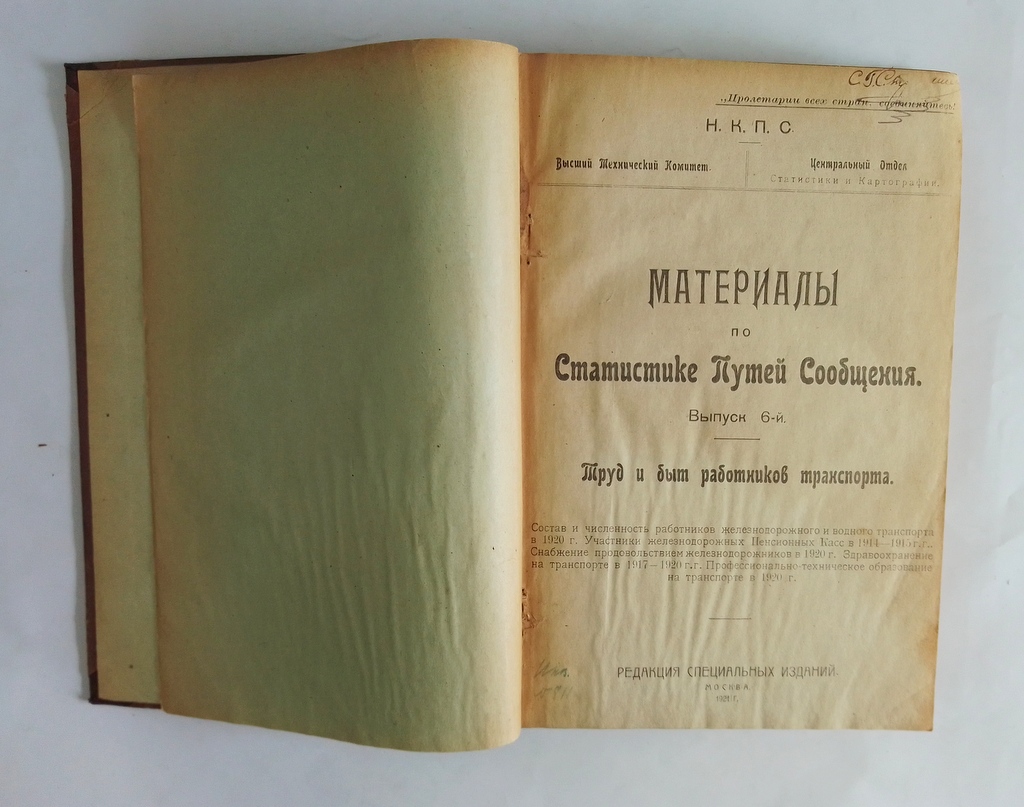 „Пролетарии всех стран, соединяйтесь!
Н. К. П. С.
Высший Технический Комитет.
Центральный Отдел
Статистики и Картографии.
МАТЕРИАЛЫ
по
Статистике Путей Сообщения.
Выпуск 6-й.
Труд и быт работников транспорта.
Состав и численность работников железнодорожного и водного транспорта
в 1920 г. Участники железнодорожных Пенсионных Касс в 1914—1915 г.г..
Снабжение продовольствием железнодорожников в 1920 г. Здравоохранение
на транспорте в 1917—1920 г.г. Профессионально-техническое образование
на транспорте в 1920 г.
РЕДАКЦИЯ СПЕЦИАЛЬНЫХ ИЗДАНИЙ.
МОСКВА
1921 г.